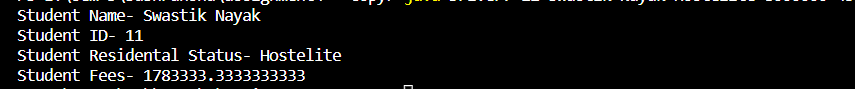 Student Name- Swastik Nayak
Student ID- 11
Student Residental Status- Hostelite
Student Fees- 1783333.3333333333